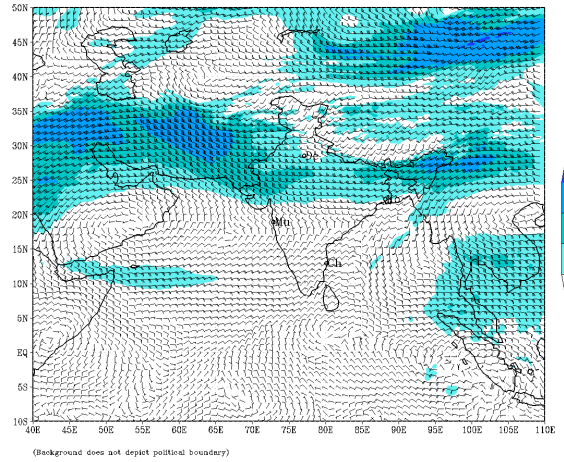 50N
45N
40N
35N
30N
25N
20N
15N
10N
5N
EQ
5S
10S
De
Mu
Ch
40E 45E 50E 55E 60E 65E 70E 75E 80E 85E 90E 95E 100E 105E 110E
(Background does not depict political boundary)